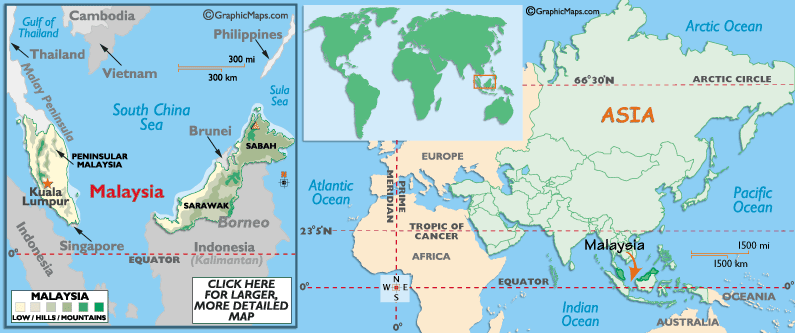 Gulf
of Thailand
Cambodia
©GraphicMaps.com
Philippines
Thailand
Vietnam
300 mi
300 km
Malay Peninsula
South China
Sea
Sulu
Sea
Brunei
SABAH
PENINSULAR
MALAYSIA
Malaysia
Kuala
Lumpur
SARAWAK
Borneo
Singapore
Indonesia
Indonesia
(Kalimantan)
0°
EQUATOR
0°
MALAYSIA
LOW / HILLS / MOUNTAINS
CLICK HERE
FOR LARGER,
MORE DETAILED
MAP
©GraphicMaps.com
Arctic Ocean
66°30'N
ARCTIC CIRCLE
ASIA
EUROPE
Atlantic
Ocean
PRIME
MERIDIAN
Pacific
Ocean
23°5'N
TROPIC OF
CANCER
AFRICA
Malaysia
1500 mi
1500 km
N
W E
S
0°
EQUATOR
0°
OCEANIA
Indian
Ocean
AUSTRALIA
0°